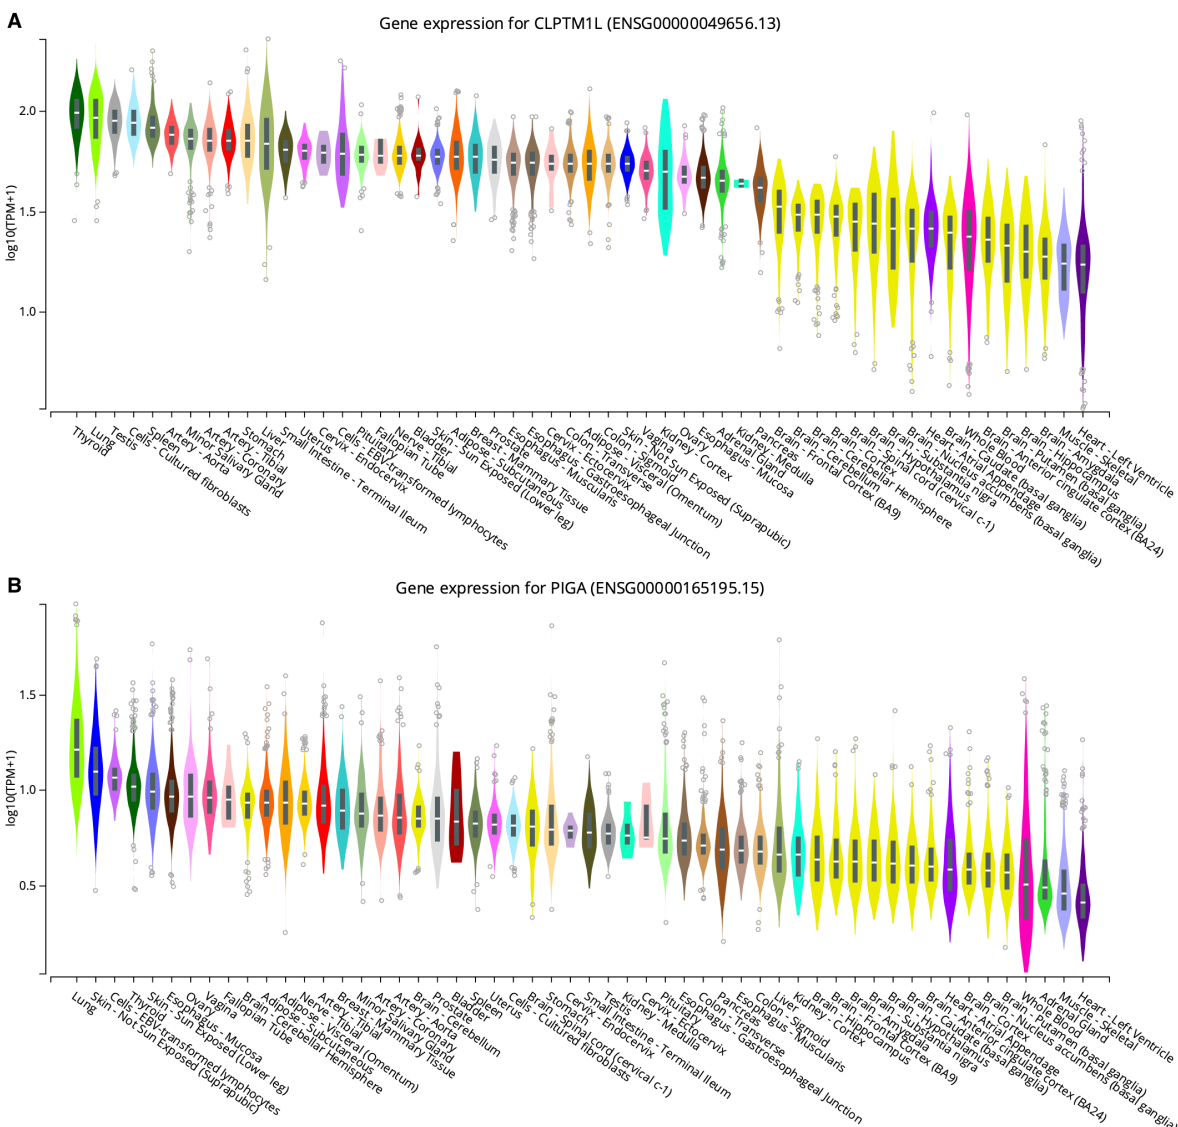 A
Gene expression for CLPTM1L (ENSG00000049656.13)
log10(TPM+1)
2.0
1.5
1.0
Thyroid
Lung
Testis
Cells - Cultured fibroblasts
Spleen
Artery - Aorta
Minor Salivary Gland
Artery - Coronary
Artery - Tibial
Stomach
Liver
Small Intestine - Terminal Ileum
Uterus
Cervix - Endocervix
Cells - EBV-transformed lymphocytes
Pituitary
Fallopian Tube
Nerve - Tibial
Bladder
Skin - Sun Exposed (Lower leg)
Adipose - Subcutaneous
Breast - Mammary Tissue
Prostate
Esophagus - Muscularis
Esophagus - Gastroesophageal Junction
Cervix - Ectocervix
Colon - Transverse
Adipose - Visceral (Omentum)
Colon - Sigmoid
Skin - Not Sun Exposed (Suprapubic)
Vagina
Kidney - Cortex
Ovary
Esophagus - Mucosa
Adrenal Gland
Kidney - Medulla
Pancreas
Brain - Frontal Cortex (BA9)
Brain - Cerebellum
Brain - Cerebellar Hemisphere
Brain - Cortex
Brain - Spinal cord (cervical c-1)
Brain - Hypothalamus
Brain - Substantia nigra
Brain - Nucleus accumbens (basal ganglia)
Heart - Atrial Appendage
Brain - Caudate (basal ganglia)
Whole Blood
Brain - Anterior cingulate cortex (BA24)
Brain - Putamen (basal ganglia)
Brain - Hippocampus
Brain - Amygdala
Muscle - Skeletal
Heart - Left Ventricle
B
Gene expression for PIGA (ENSG00000165195.15)
log10(TPM+1)
1.5
1.0
0.5
Lung
Skin - Not Sun Exposed (Suprapubic)
Cells - EBV-transformed lymphocytes
Thyroid
Skin - Sun Exposed (Lower leg)
Esophagus - Mucosa
Ovary
Vagina
Fallopian Tube
Brain - Cerebellar Hemisphere
Adipose - Subcutaneous
Adipose - Visceral (Omentum)
Nerve - Tibial
Artery - Tibial
Breast - Mammary Tissue
Minor Salivary Gland
Artery - Coronary
Artery - Aorta
Brain - Cerebellum
Prostate
Bladder
Spleen
Uterus
Cells - Cultured fibroblasts
Brain - Spinal cord (cervical c-1)
Stomach
Cervix - Endocervix
Small Intestine - Terminal Ileum
Testis
Kidney - Medulla
Cervix - Ectocervix
Pituitary
Esophagus - Gastroesophageal Junction
Colon - Transverse
Pancreas
Esophagus - Muscularis
Colon - Sigmoid
Liver
Kidney - Cortex
Brain - Hippocampus
Brain - Frontal Cortex (BA9)
Brain - Amygdala
Brain - Substantia nigra
Brain - Hypothalamus
Brain - Caudate (basal ganglia)
Brain - Anterior cingulate cortex (BA24)
Heart - Atrial Appendage
Brain - Cortex
Brain - Nucleus accumbens (basal ganglia)
Brain - Putamen (basal ganglia)
Whole Blood
Adrenal Gland
Muscle - Skeletal
Heart - Left Ventricle